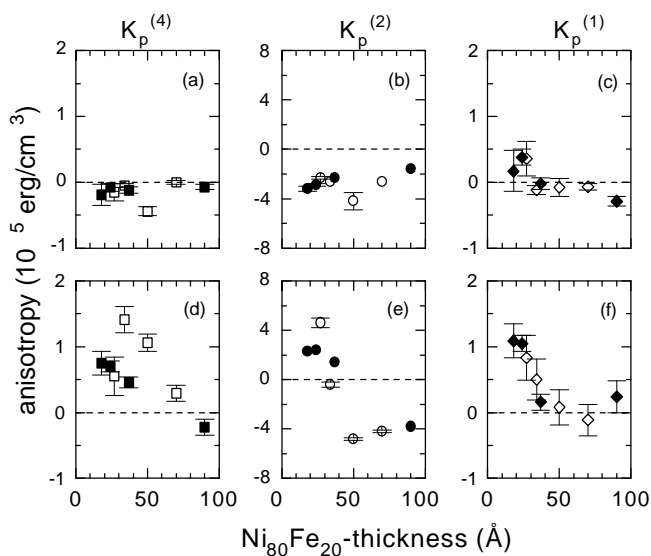 K_p^(4) K_p^(2) K_p^(1)
2 8 2
(a) (b) (c)
1 4 1
0 0 0
-1 -4 -1
-8
2 8 2
(d) (e) (f)
1 4 1
0 0 0
-4
-1 -8 -1
0 50 100 0 50 100 0 50 100
anisotropy (10 ^5 erg/cm ^3)
Ni_80Fe_20-thickness (Å)